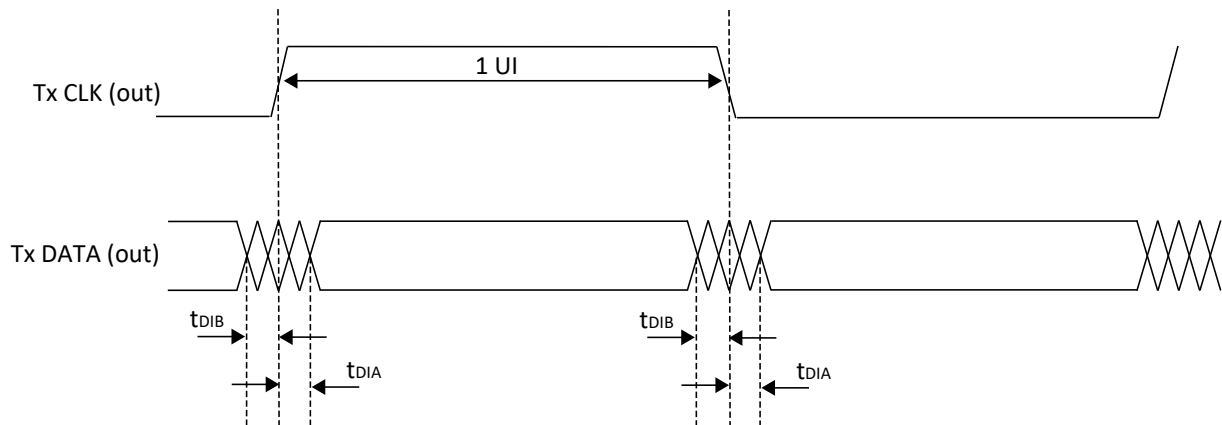 1 UI
Tx CLK (out)
Tx DATA (out)
tDIB
tDIB
tDIA
tDIA